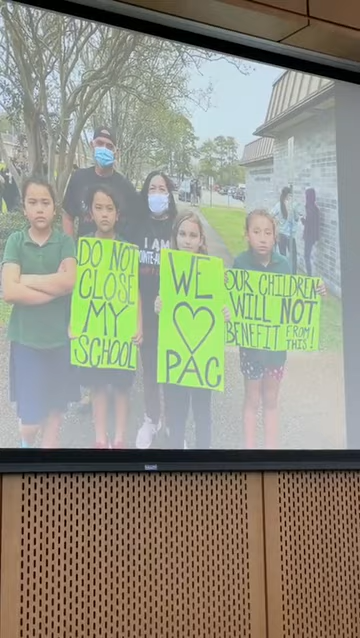 DO NOT
CLOSE
MY
SCHOOL
WE
♡
PAC
OUR CHILDREN
WILL NOT
BENEFIT FROM
THIS!
I AM